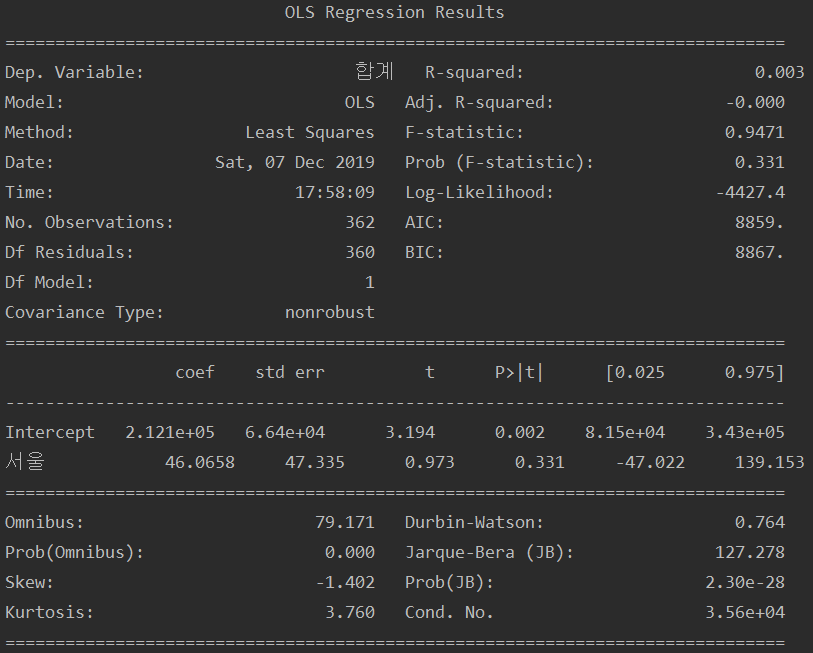 OLS Regression Results
==============================================================================
Dep. Variable: 합계 R-squared: 0.003
Model: OLS Adj. R-squared: -0.000
Method: Least Squares F-statistic: 0.9471
Date: Sat, 07 Dec 2019 Prob (F-statistic): 0.331
Time: 17:58:09 Log-Likelihood: -4427.4
No. Observations: 362 AIC: 8859.
Df Residuals: 360 BIC: 8867.
Df Model: 1
Covariance Type: nonrobust
==============================================================================
coef std err t P>|t| [0.025 0.975]
------------------------------------------------------------------------------
Intercept 2.121e+05 6.64e+04 3.194 0.002 8.15e+04 3.43e+05
서울 46.0658 47.335 0.973 0.331 -47.022 139.153
==============================================================================
Omnibus: 79.171 Durbin-Watson: 0.764
Prob(Omnibus): 0.000 Jarque-Bera (JB): 127.278
Skew: -1.402 Prob(JB): 2.30e-28
Kurtosis: 3.760 Cond. No. 3.56e+04
==============================================================================